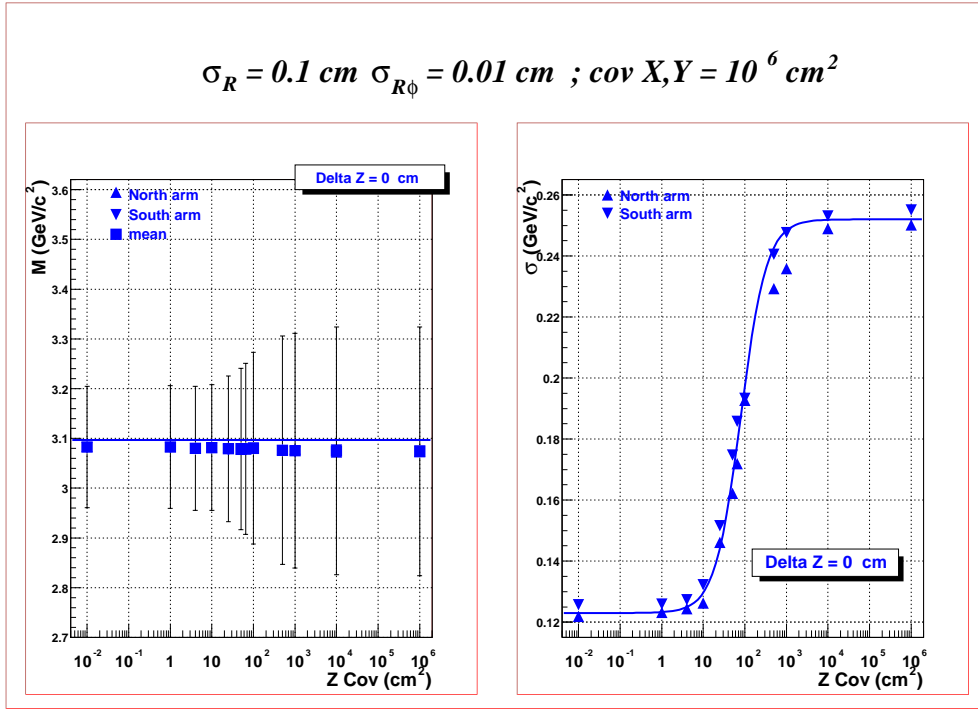 σR = 0.1 cm σRϕ = 0.01 cm ; cov X,Y = 10^6 cm^2
M (GeV/c^2)
Delta Z = 0 cm
North arm
South arm
mean
3.6
3.5
3.4
3.3
3.2
3.1
3
2.9
2.8
2.7
10^-2 10^-1 1 10 10^2 10^3 10^4 10^5 10^6
Z Cov (cm^2)
σ (GeV/c^2)
North arm
South arm
0.26
0.24
0.22
0.2
0.18
0.16
0.14
0.12
Delta Z = 0 cm
10^-2 10^-1 1 10 10^2 10^3 10^4 10^5 10^6
Z Cov (cm^2)